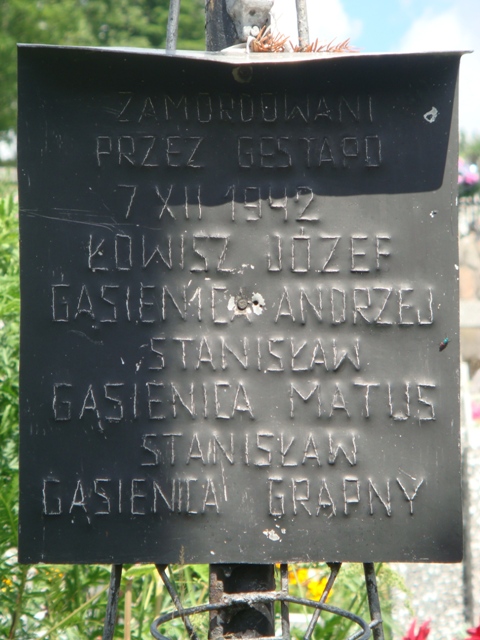 ZAMORDOWANI
PRZEZ GESTAPO
7 XII 1942
ŁOWISZ JÓZEF
GĄSIENICA ANDRZEJ
STANISŁAW
GĄSIENICA MATUS
STANISŁAW
GĄSIENICA GRAPNY